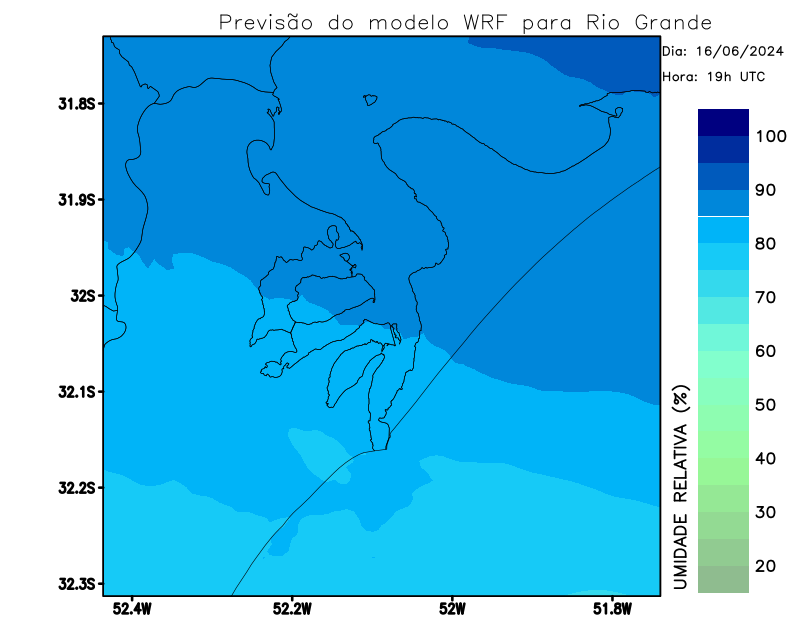 Previsão do modelo WRF para Rio Grande
Dia: 16/06/2024
Hora: 19h UTC
31.8S
31.9S
32S
32.1S
32.2S
32.3S
52.4W
52.2W
52W
51.8W
100
90
80
70
60
50
40
30
20
UMIDADE RELATIVA (%)